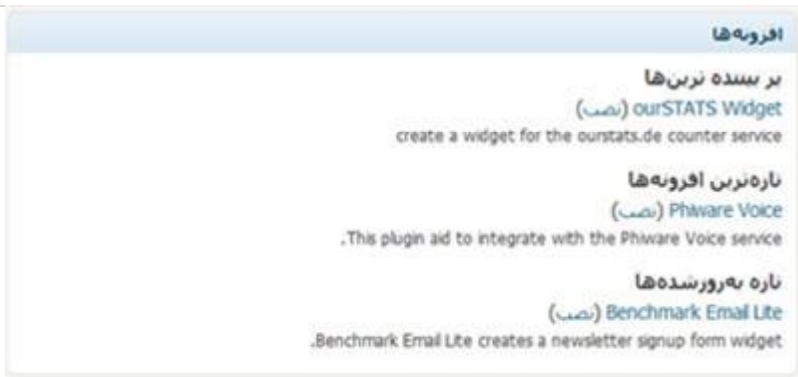 افزونه‌ها
پر بیننده ترین‌ها
ourSTATS Widget (نصب)
create a widget for the ourstats.de counter service
تازه‌ترین افزونه‌ها
Phiware Voice (نصب)
This plugin aid to integrate with the Phiware Voice service.
تازه به‌روزشده‌ها
Benchmark Email Lite (نصب)
Benchmark Email Lite creates a newsletter signup form widget.